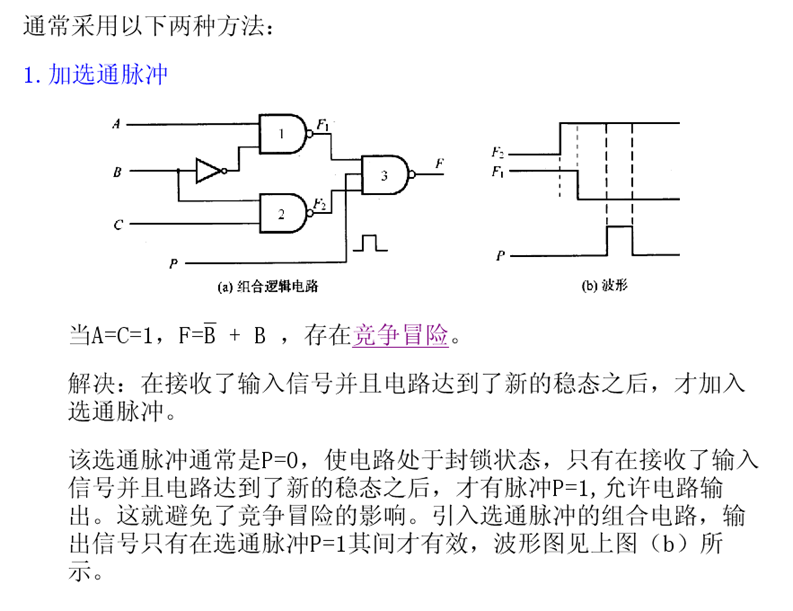 通常采用以下两种方法：
1.加选通脉冲
A
B
C
P
1
2
3
F1
F2
F
(a) 组合逻辑电路
F2
F1
P
(b) 波形
当A=C=1，F=B̅ + B ，存在竞争冒险。
解决：在接收了输入信号并且电路达到了新的稳态之后，才加入
选通脉冲。
该选通脉冲通常是P=0，使电路处于封锁状态，只有在接收了输入
信号并且电路达到了新的稳态之后，才有脉冲P=1,允许电路输
出。这就避免了竞争冒险的影响。引入选通脉冲的组合电路，输
出信号只有在选通脉冲P=1其间才有效，波形图见上图（b）所
示。